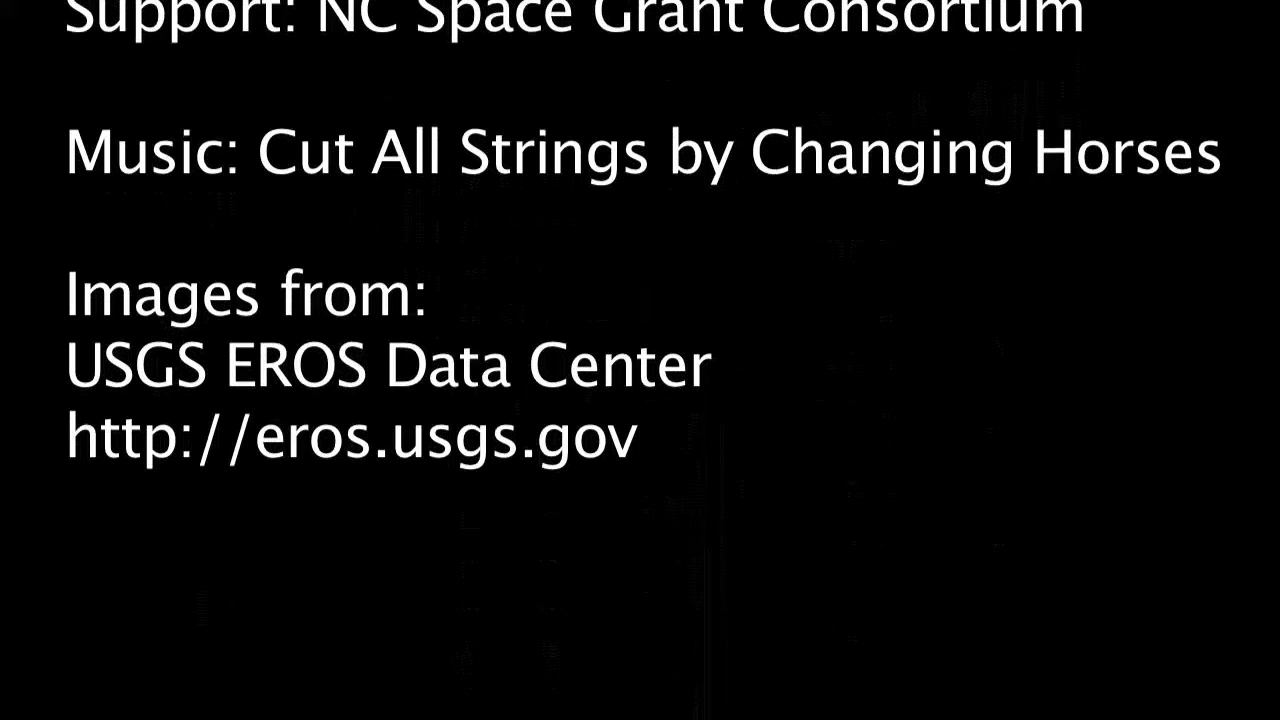 Support: NC Space Grant Consortium
Music: Cut All Strings by Changing Horses
Images from:
USGS EROS Data Center
http://eros.usgs.gov